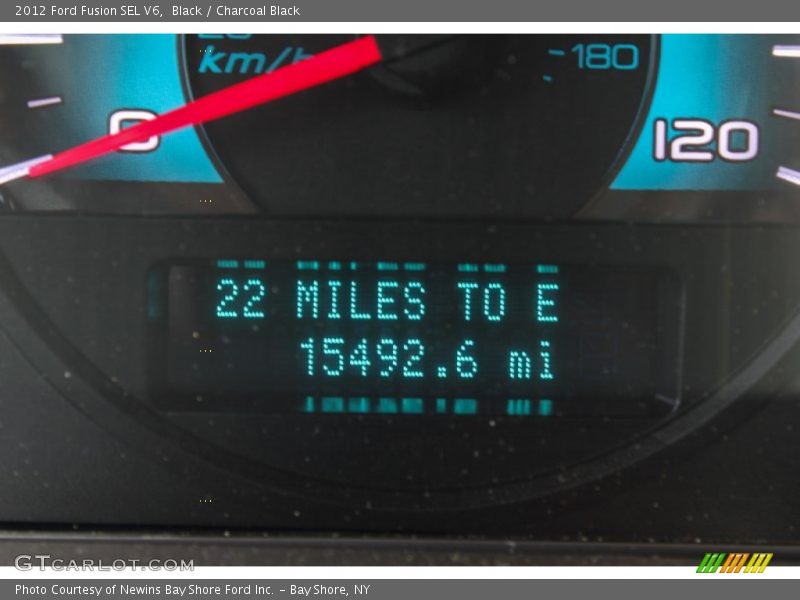 2012 Ford Fusion SEL V6, Black / Charcoal Black
km/h
180
0
120
22 MILES TO E
15492.6 mi
GTcarlot.com
Photo Courtesy of Newins Bay Shore Ford Inc. - Bay Shore, NY